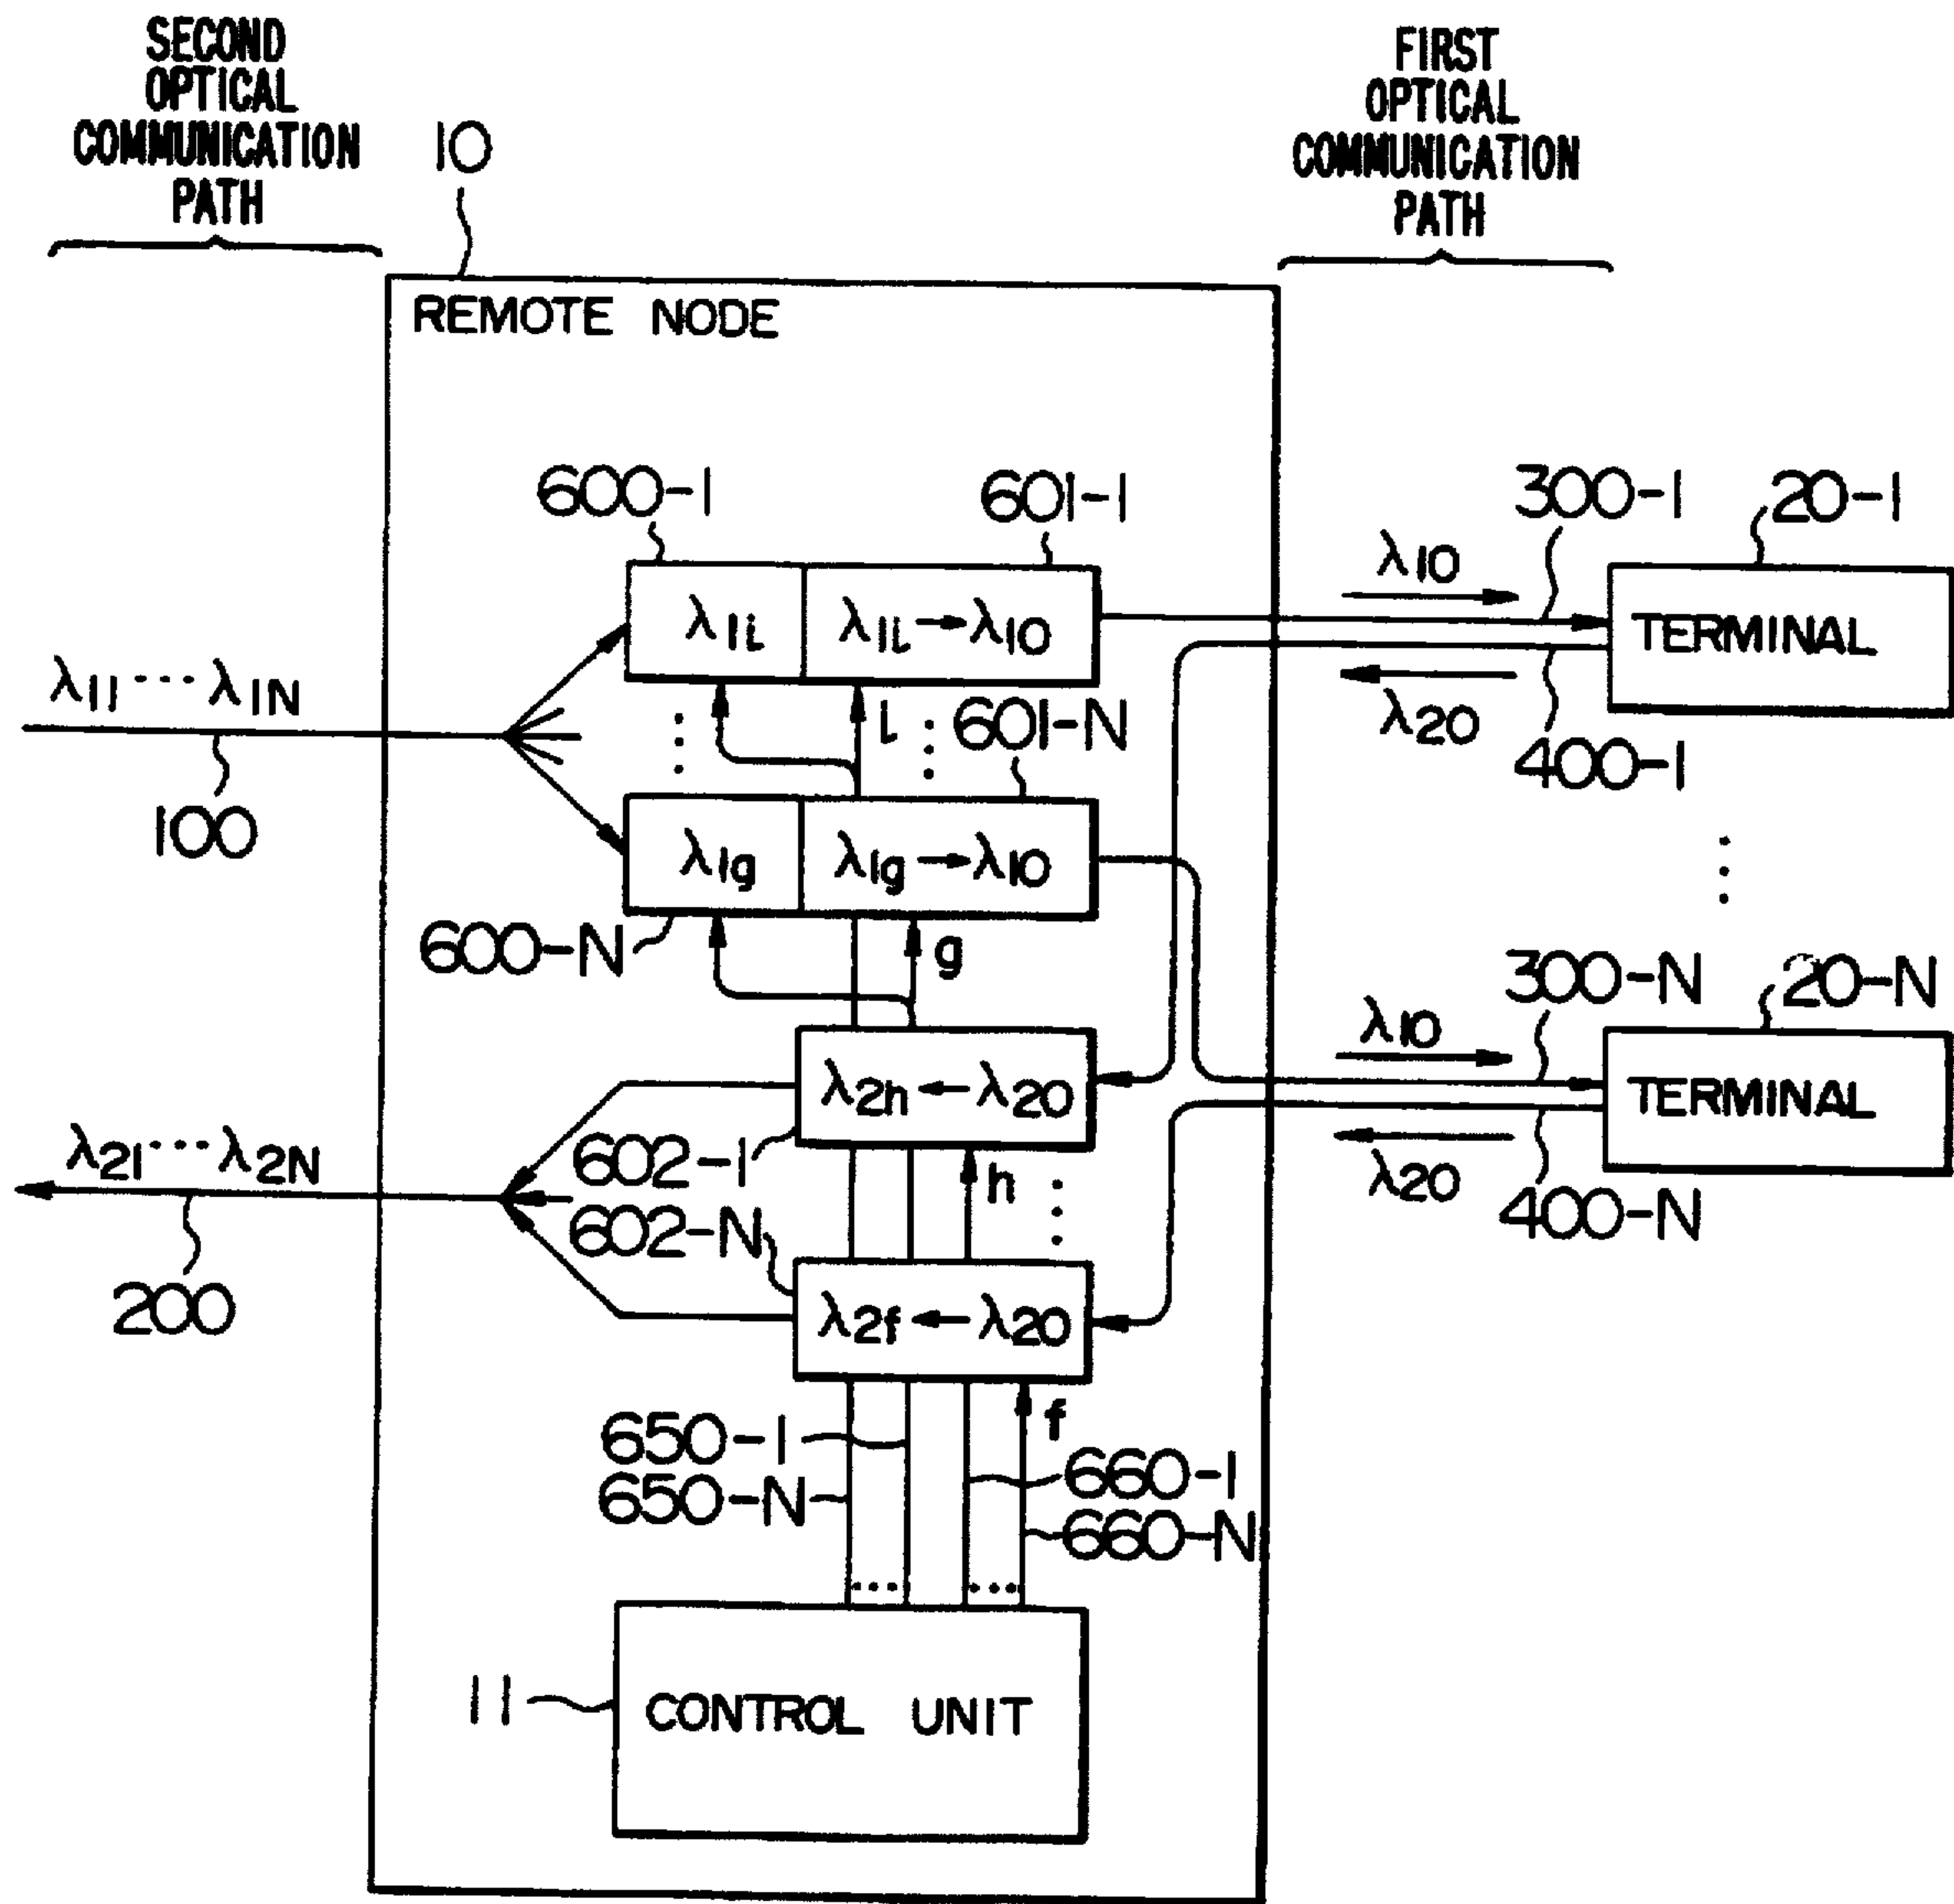 SECOND
OPTICAL
COMMUNICATION
PATH
10
FIRST
OPTICAL
COMMUNICATION
PATH
REMOTE NODE
600-1
601-1
300-1
20-1
λ10
λ1i
λ1i→λ10
TERMINAL
λ11···λ1N
λ20
i
601-N
400-1
100
λ1g
λ1g→λ10
600-N
g
300-N
20-N
λ10
λ2h←λ20
TERMINAL
λ21···λ2N
602-1
h
λ20
602-N
400-N
200
λ2f←λ20
f
650-1
660-1
650-N
660-N
11
CONTROL UNIT